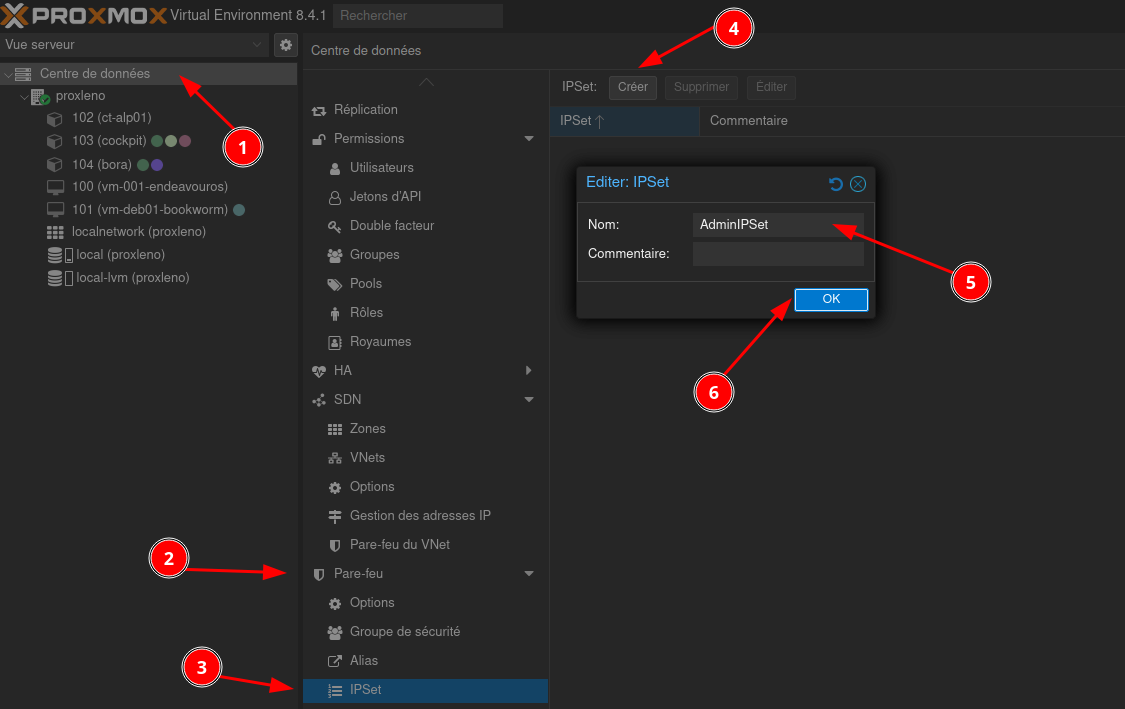 PROXMOX Virtual Environment 8.4.1 Rechercher
Vue serveur
Centre de données
proxleno
102 (ct-alp01)
103 (cockpit)
104 (bora)
100 (vm-001-endeavouros)
101 (vm-deb01-bookworm)
localnetwork (proxleno)
local (proxleno)
local-lvm (proxleno)
1
Centre de données
Réplication
Permissions
Utilisateurs
Jetons d'API
Double facteur
Groupes
Pools
Rôles
Royaumes
HA
SDN
Zones
VNets
Options
Gestion des adresses IP
Pare-feu du VNet
2
Pare-feu
Options
Groupe de sécurité
Alias
3
IPSet
4
IPSet: Créer Supprimer Éditer
IPSet Commentaire
Editer: IPSet
Nom: AdminIPSet
Commentaire:
5
OK
6